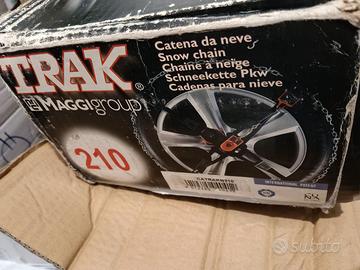 TRAK®
MAGGIgroup
210
Catena da neve
Snow chain
Chaîne à neige
Schneekette Pkw
Cadenas para nieve
INTERNATIONAL PATENT
subito